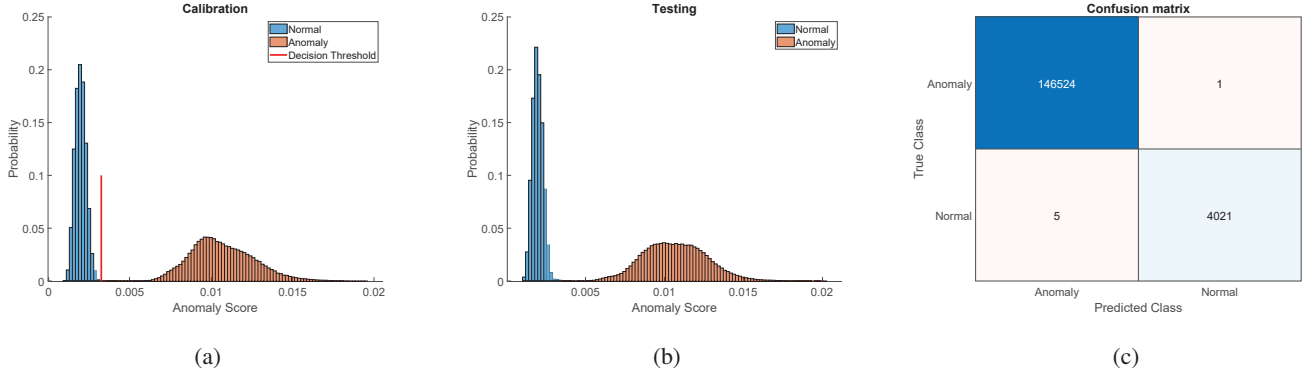 Calibration
0.25
0.2
0.15
0.1
0.05
0
Probability
Normal
Anomaly
Decision Threshold
0 0.005 0.01 0.015 0.02
Anomaly Score
(a)
Testing
0.25
0.2
0.15
0.1
0.05
0
Probability
Normal
Anomaly
0.005 0.01 0.015 0.02
Anomaly Score
(b)
Confusion matrix
True Class
Anomaly 146524 1
Normal 5 4021
Anomaly Normal
Predicted Class
(c)